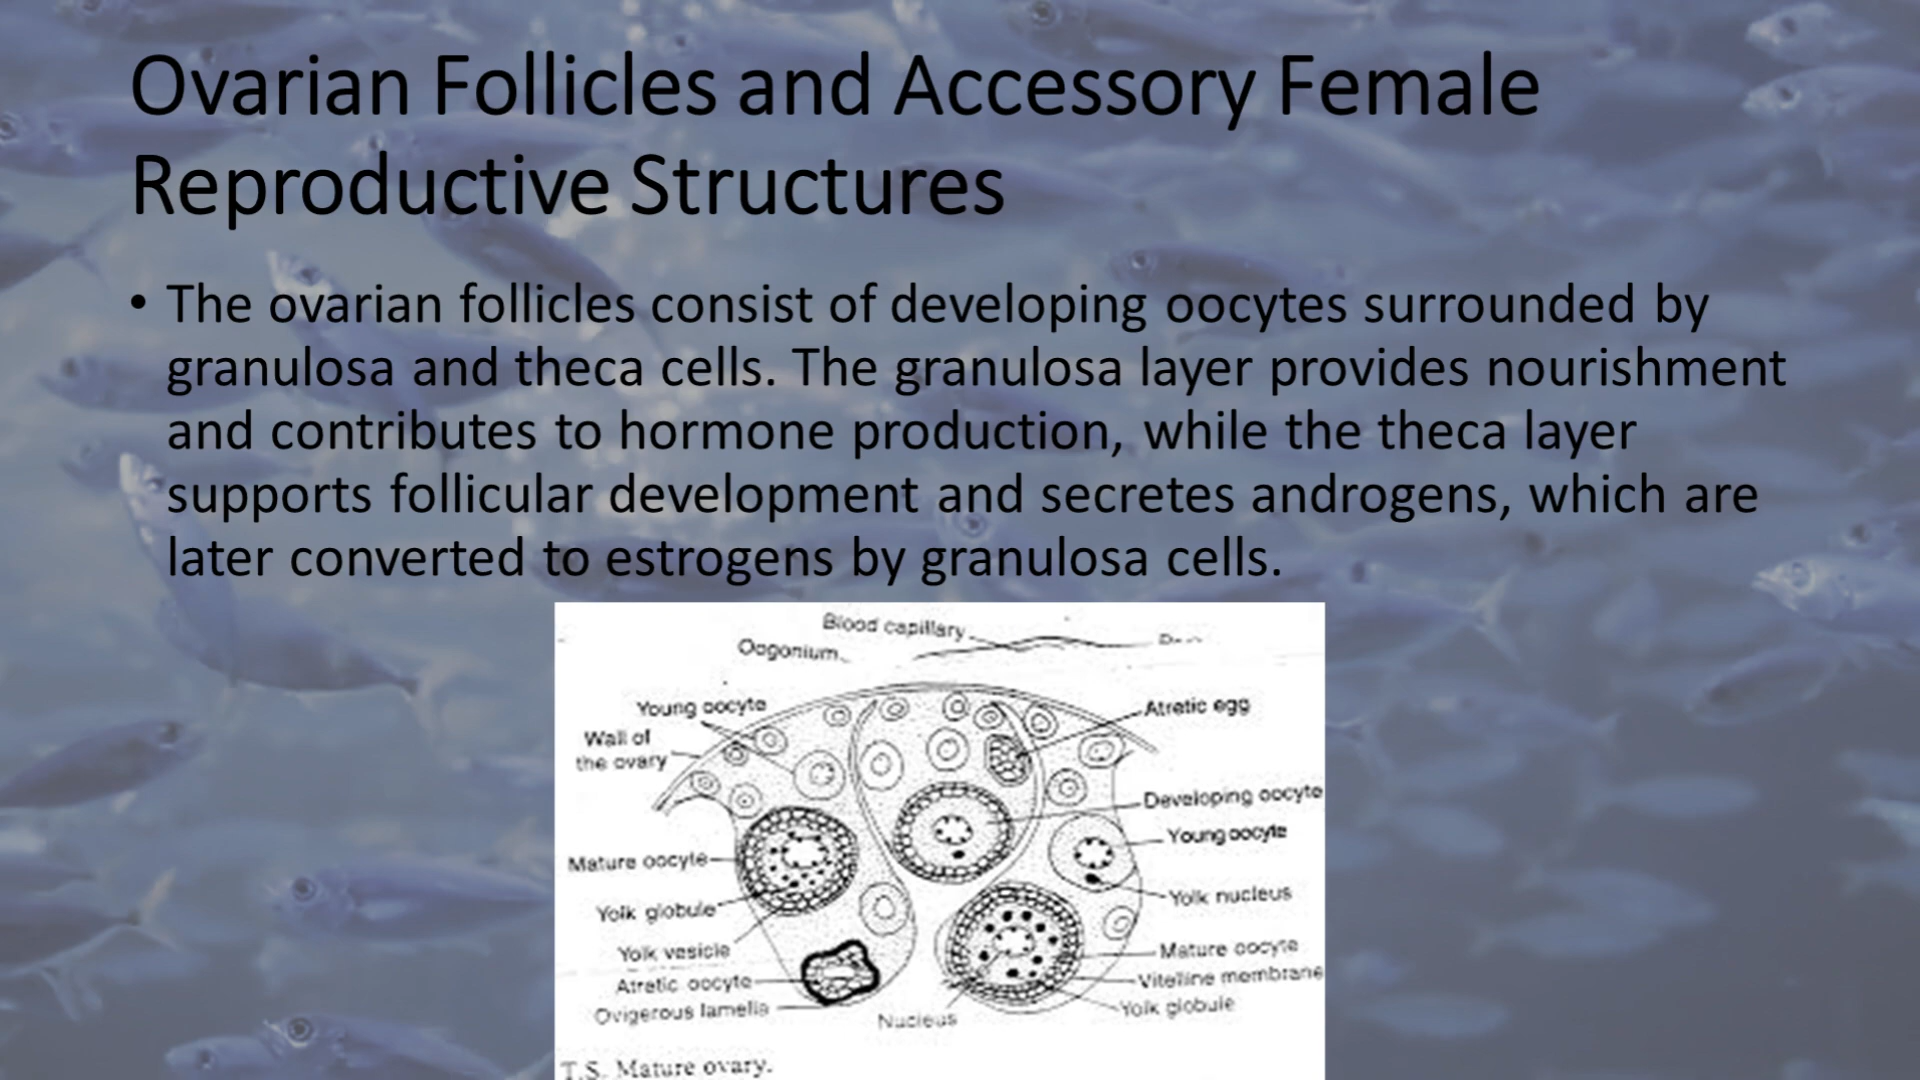 Ovarian Follicles and Accessory Female
Reproductive Structures
• The ovarian follicles consist of developing oocytes surrounded by
granulosa and theca cells. The granulosa layer provides nourishment
and contributes to hormone production, while the theca layer
supports follicular development and secretes androgens, which are
later converted to estrogens by granulosa cells.
Blood capillary
Oogonium
Young oocyte
Atretic egg
Wall of
the ovary
Developing oocyte
Young oocyte
Mature oocyte
Yolk nucleus
Yolk globule
Yolk vesicle
Mature oocyte
Vitelline membrane
Atretic oocyte
Yolk globule
Ovigerous lamella
Nucleus
T.S. Mature ovary.